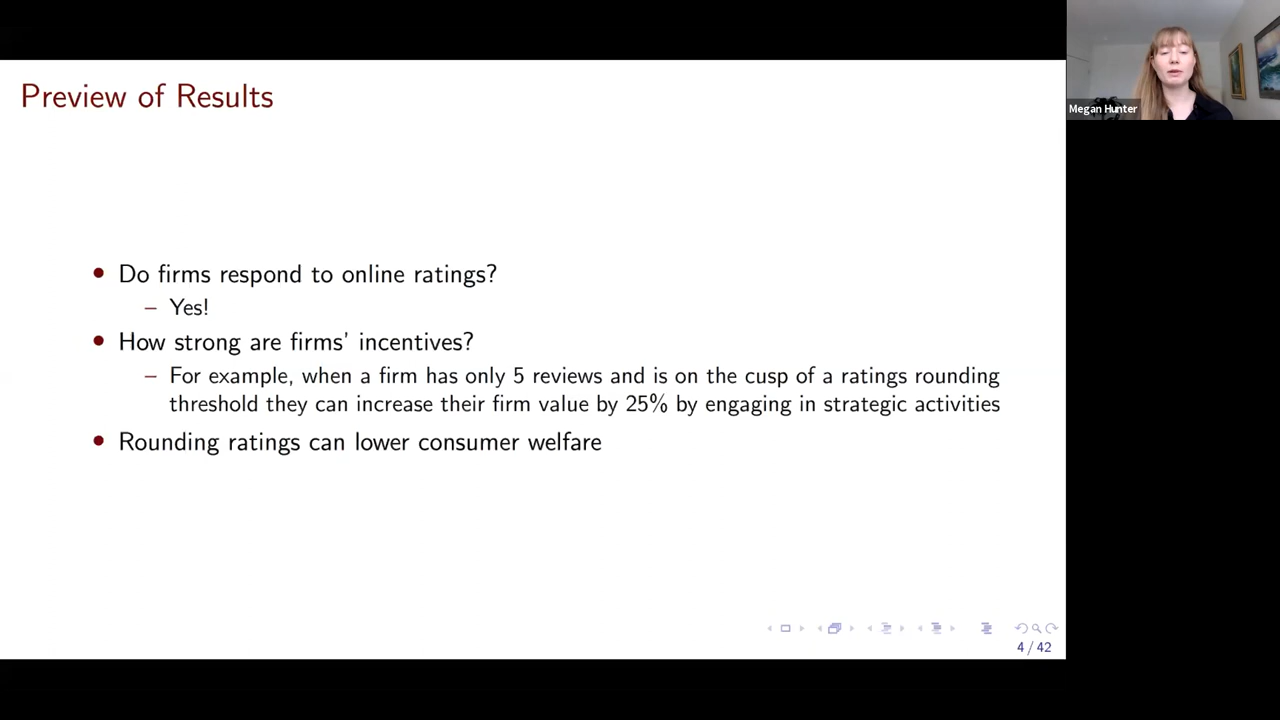 Preview of Results
Megan Hunter
• Do firms respond to online ratings?
– Yes!
• How strong are firms' incentives?
– For example, when a firm has only 5 reviews and is on the cusp of a ratings rounding
threshold they can increase their firm value by 25% by engaging in strategic activities
• Rounding ratings can lower consumer welfare
4 / 42